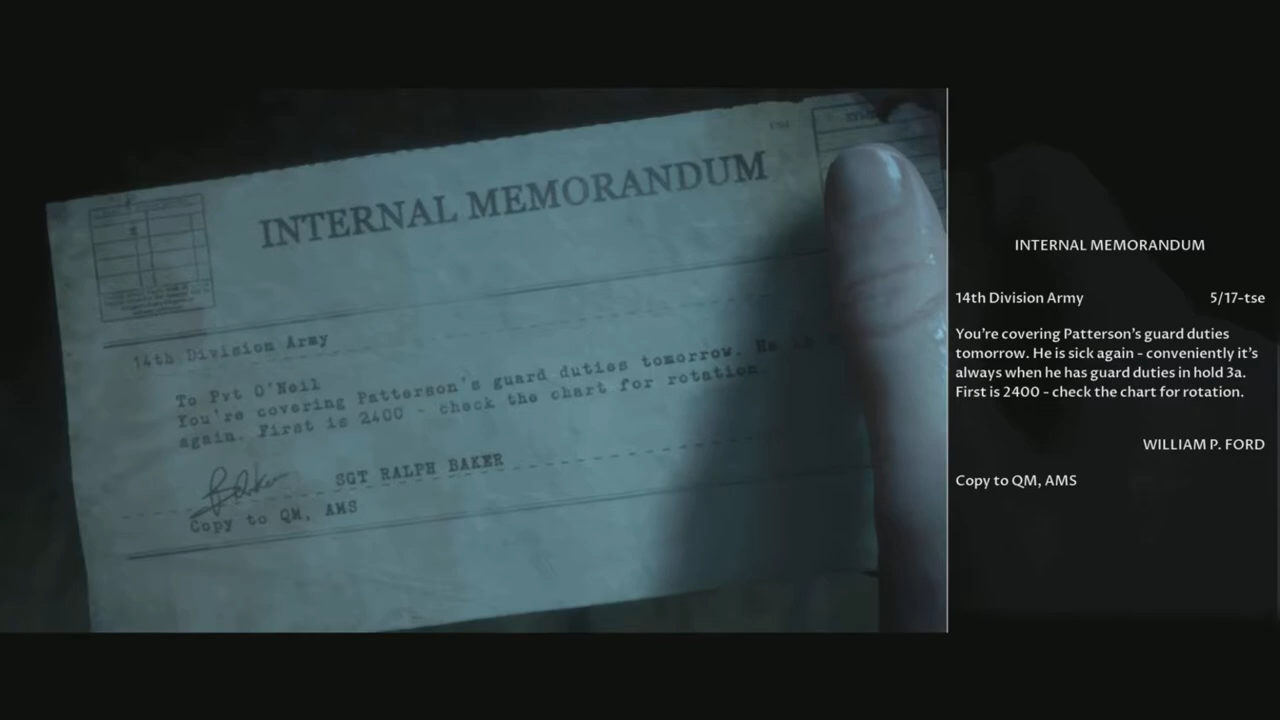 INTERNAL MEMORANDUM
14th Division Army
To Pvt O'Neil
You're covering Patterson's guard duties tomorrow. He is
again. First is 2400 - check the chart for rotation.
Baker SGT RALPH BAKER
Copy to QM, AMS
INTERNAL MEMORANDUM
14th Division Army 5/17-tse
You're covering Patterson's guard duties
tomorrow. He is sick again - conveniently it's
always when he has guard duties in hold 3a.
First is 2400 - check the chart for rotation.
WILLIAM P. FORD
Copy to QM, AMS